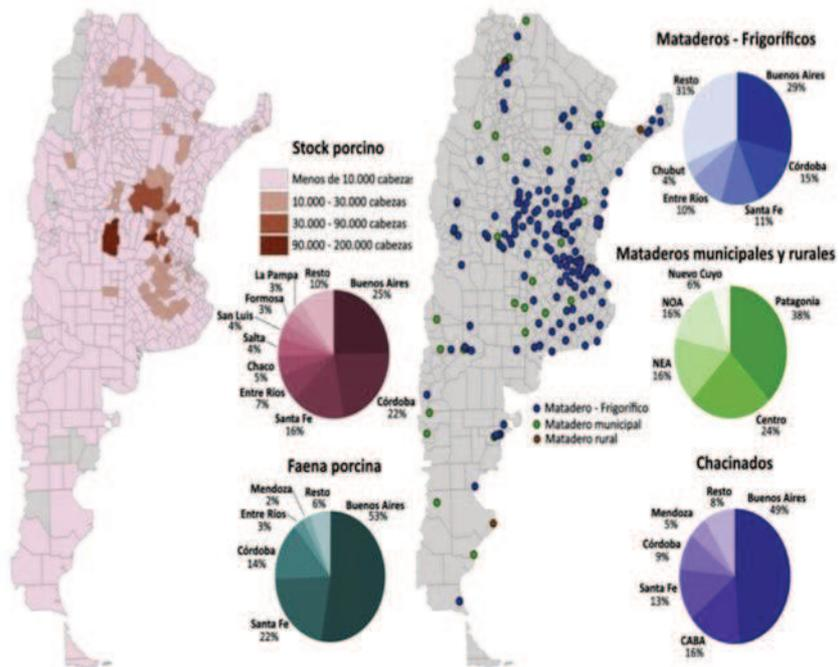 Stock porcino
Menos de 10.000 cabezas
10.000 - 30.000 cabezas
30.000 - 90.000 cabezas
90.000 - 200.000 cabezas
La Pampa
3%
Resto
10%
Buenos Aires
25%
Formosa
3%
San Luis
4%
Salta
4%
Chaco
5%
Entre Ríos
7%
Santa Fe
16%
Córdoba
22%
Faena porcina
Mendoza
2%
Resto
6%
Buenos Aires
53%
Entre Ríos
3%
Córdoba
14%
Santa Fe
22%
Matadero - Frigorífico
Matadero municipal
Matadero rural
Mataderos - Frigoríficos
Resto
31%
Buenos Aires
29%
Chubut
4%
Córdoba
15%
Entre Ríos
10%
Santa Fe
11%
Mataderos municipales y rurales
Nuevo Cuyo
6%
Patagonia
38%
NOA
16%
NEA
16%
Centro
24%
Chacinados
Resto
8%
Buenos Aires
49%
Mendoza
5%
Córdoba
9%
Santa Fe
13%
CABA
16%